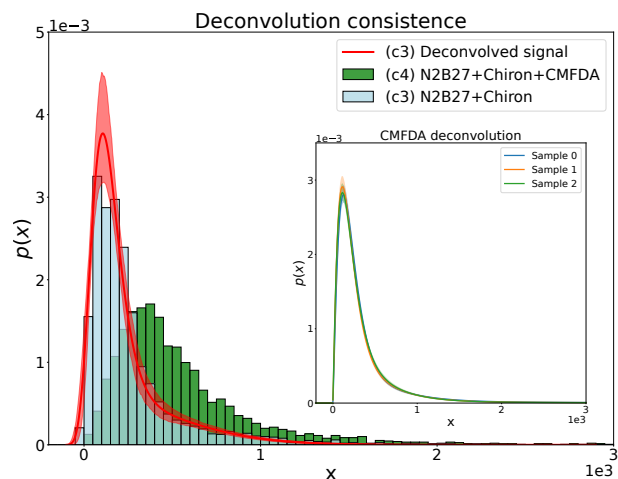 Deconvolution consistence
1e−3
(c3) Deconvolved signal
(c4) N2B27+Chiron+CMFDA
(c3) N2B27+Chiron
p(x)
5
4
3
2
1
0
0
1
2
3
x
1e3
CMFDA deconvolution
1e−3
Sample 0
Sample 1
Sample 2
p(x)
3
2
1
0
0
1
2
3
x
1e3